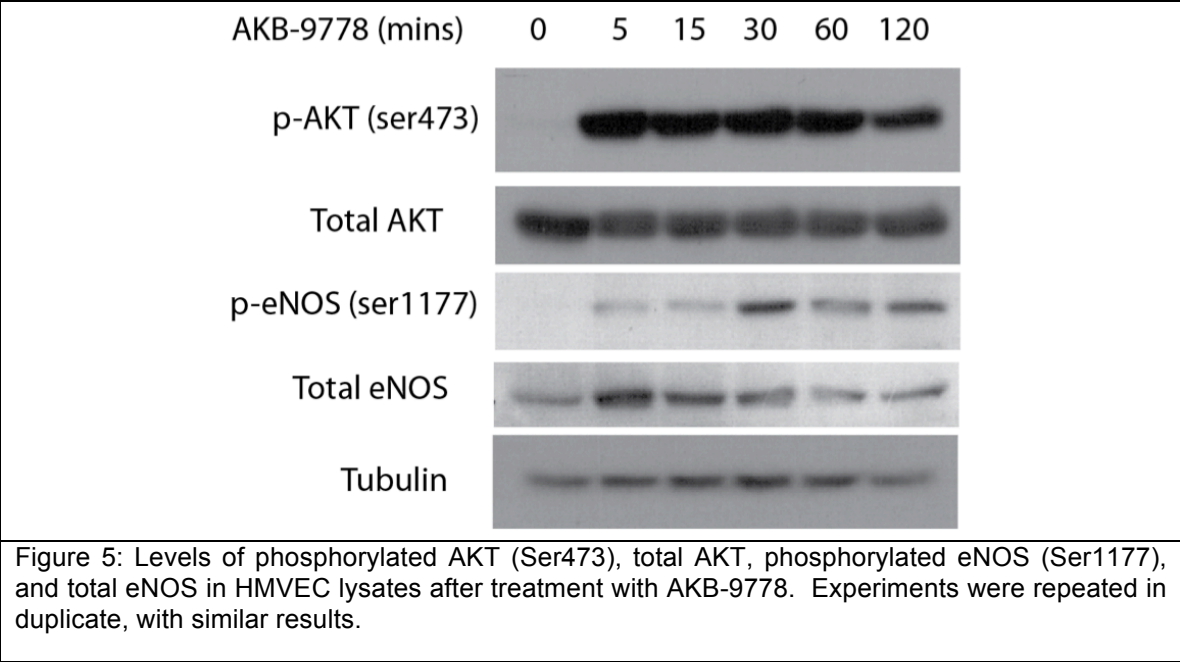 AKB-9778 (mins) 0 5 15 30 60 120
p-AKT (ser473)
Total AKT
p-eNOS (ser1177)
Total eNOS
Tubulin
Figure 5: Levels of phosphorylated AKT (Ser473), total AKT, phosphorylated eNOS (Ser1177),
and total eNOS in HMVEC lysates after treatment with AKB-9778. Experiments were repeated in
duplicate, with similar results.